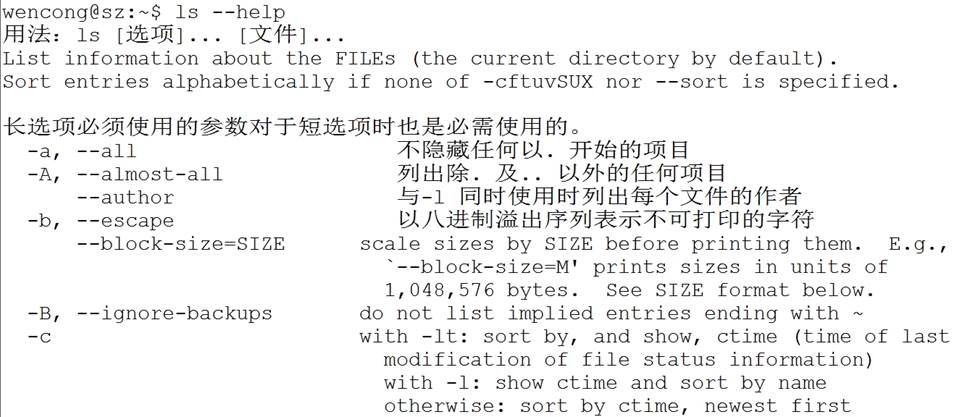 wencong@sz:~$ ls --help
用法：ls [选项]... [文件]...
List information about the FILEs (the current directory by default).
Sort entries alphabetically if none of -cftuvSUX nor --sort is specified.
长选项必须使用的参数对于短选项时也是必需使用的。
-a, --all 不隐藏任何以. 开始的项目
-A, --almost-all 列出除. 及.. 以外的任何项目
--author 与-l 同时使用时列出每个文件的作者
-b, --escape 以八进制溢出序列表示不可打印的字符
--block-size=SIZE scale sizes by SIZE before printing them. E.g.,
`--block-size=M' prints sizes in units of
1,048,576 bytes. See SIZE format below.
-B, --ignore-backups do not list implied entries ending with ~
-c with -lt: sort by, and show, ctime (time of last
modification of file status information)
with -l: show ctime and sort by name
otherwise: sort by ctime, newest first